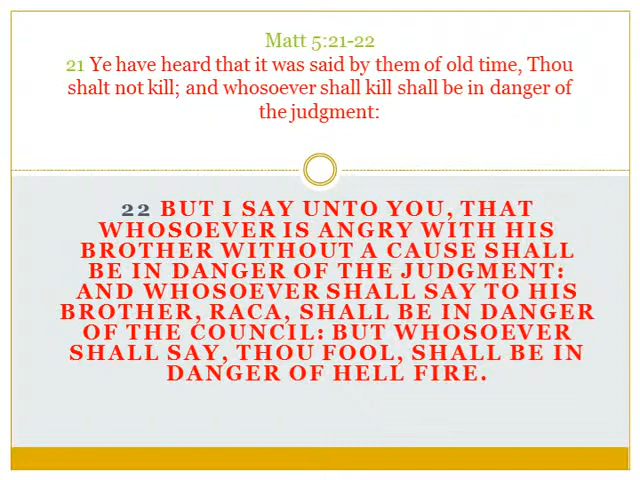 Matt 5:21-22
21 Ye have heard that it was said by them of old time, Thou
shalt not kill; and whosoever shall kill shall be in danger of
the judgment:
22 BUT I SAY UNTO YOU, THAT
WHOSOEVER IS ANGRY WITH HIS
BROTHER WITHOUT A CAUSE SHALL
BE IN DANGER OF THE JUDGMENT:
AND WHOSOEVER SHALL SAY TO HIS
BROTHER, RACA, SHALL BE IN DANGER
OF THE COUNCIL: BUT WHOSOEVER
SHALL SAY, THOU FOOL, SHALL BE IN
DANGER OF HELL FIRE.